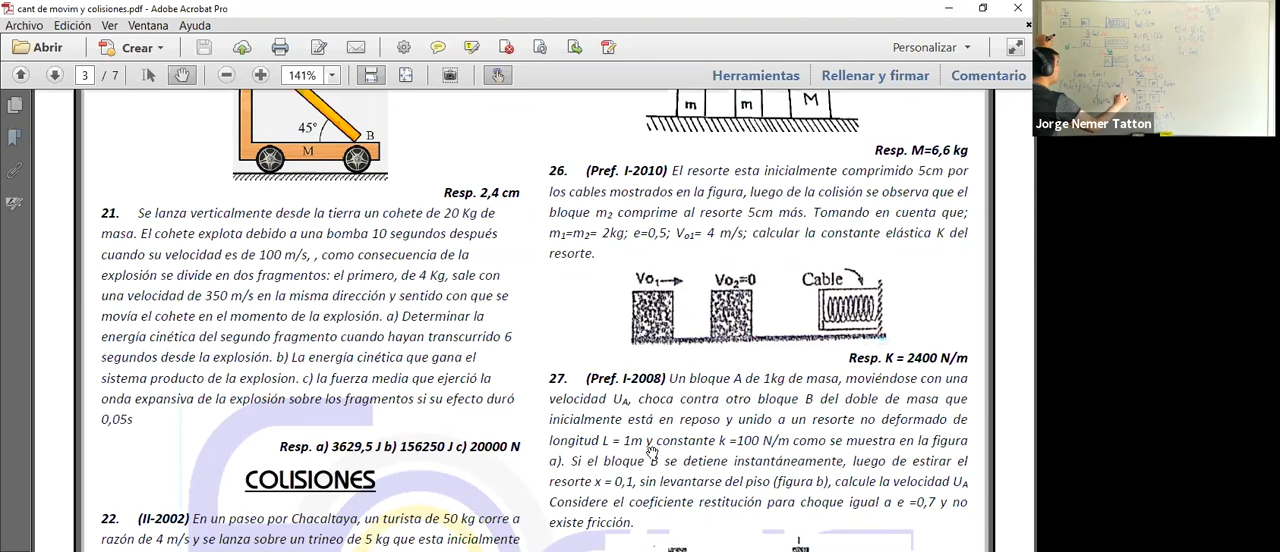 cant de movim y colisiones.pdf - Adobe Acrobat Pro
Archivo Edición Ver Ventana Ayuda
Abrir Crear Personalizar
3 / 7 141% Herramientas Rellenar y firmar Comentario
Jorge Nemer Tatton
45°
B
M
Resp. 2,4 cm
21. Se lanza verticalmente desde la tierra un cohete de 20 Kg de
masa. El cohete explota debido a una bomba 10 segundos después
cuando su velocidad es de 100 m/s, , como consecuencia de la
explosión se divide en dos fragmentos: el primero, de 4 Kg, sale con
una velocidad de 350 m/s en la misma dirección y sentido con que se
movía el cohete en el momento de la explosión. a) Determinar la
energía cinética del segundo fragmento cuando hayan transcurrido 6
segundos desde la explosión. b) La energía cinética que gana el
sistema producto de la explosion. c) la fuerza media que ejerció la
onda expansiva de la explosión sobre los fragmentos si su efecto duró
0,05s
Resp. a) 3629,5 J b) 156250 J c) 20000 N
COLISIONES
22. (II-2002) En un paseo por Chacaltaya, un turista de 50 kg corre a
razón de 4 m/s y se lanza sobre un trineo de 5 kg que esta inicialmente
m m M
Resp. M=6,6 kg
26. (Pref. I-2010) El resorte esta inicialmente comprimido 5cm por
los cables mostrados en la figura, luego de la colisión se observa que el
bloque m2 comprime al resorte 5cm más. Tomando en cuenta que;
m1=m2= 2kg; e=0,5; Vo1= 4 m/s; calcular la constante elástica K del
resorte.
Vo1 Vo2=0 Cable
Resp. K = 2400 N/m
27. (Pref. I-2008) Un bloque A de 1kg de masa, moviéndose con una
velocidad UA, choca contra otro bloque B del doble de masa que
inicialmente está en reposo y unido a un resorte no deformado de
longitud L = 1m y constante k =100 N/m como se muestra en la figura
a). Si el bloque B se detiene instantáneamente, luego de estirar el
resorte x = 0,1, sin levantarse del piso (figura b), calcule la velocidad UA
Considere el coeficiente restitución para choque igual a e =0,7 y no
existe fricción.